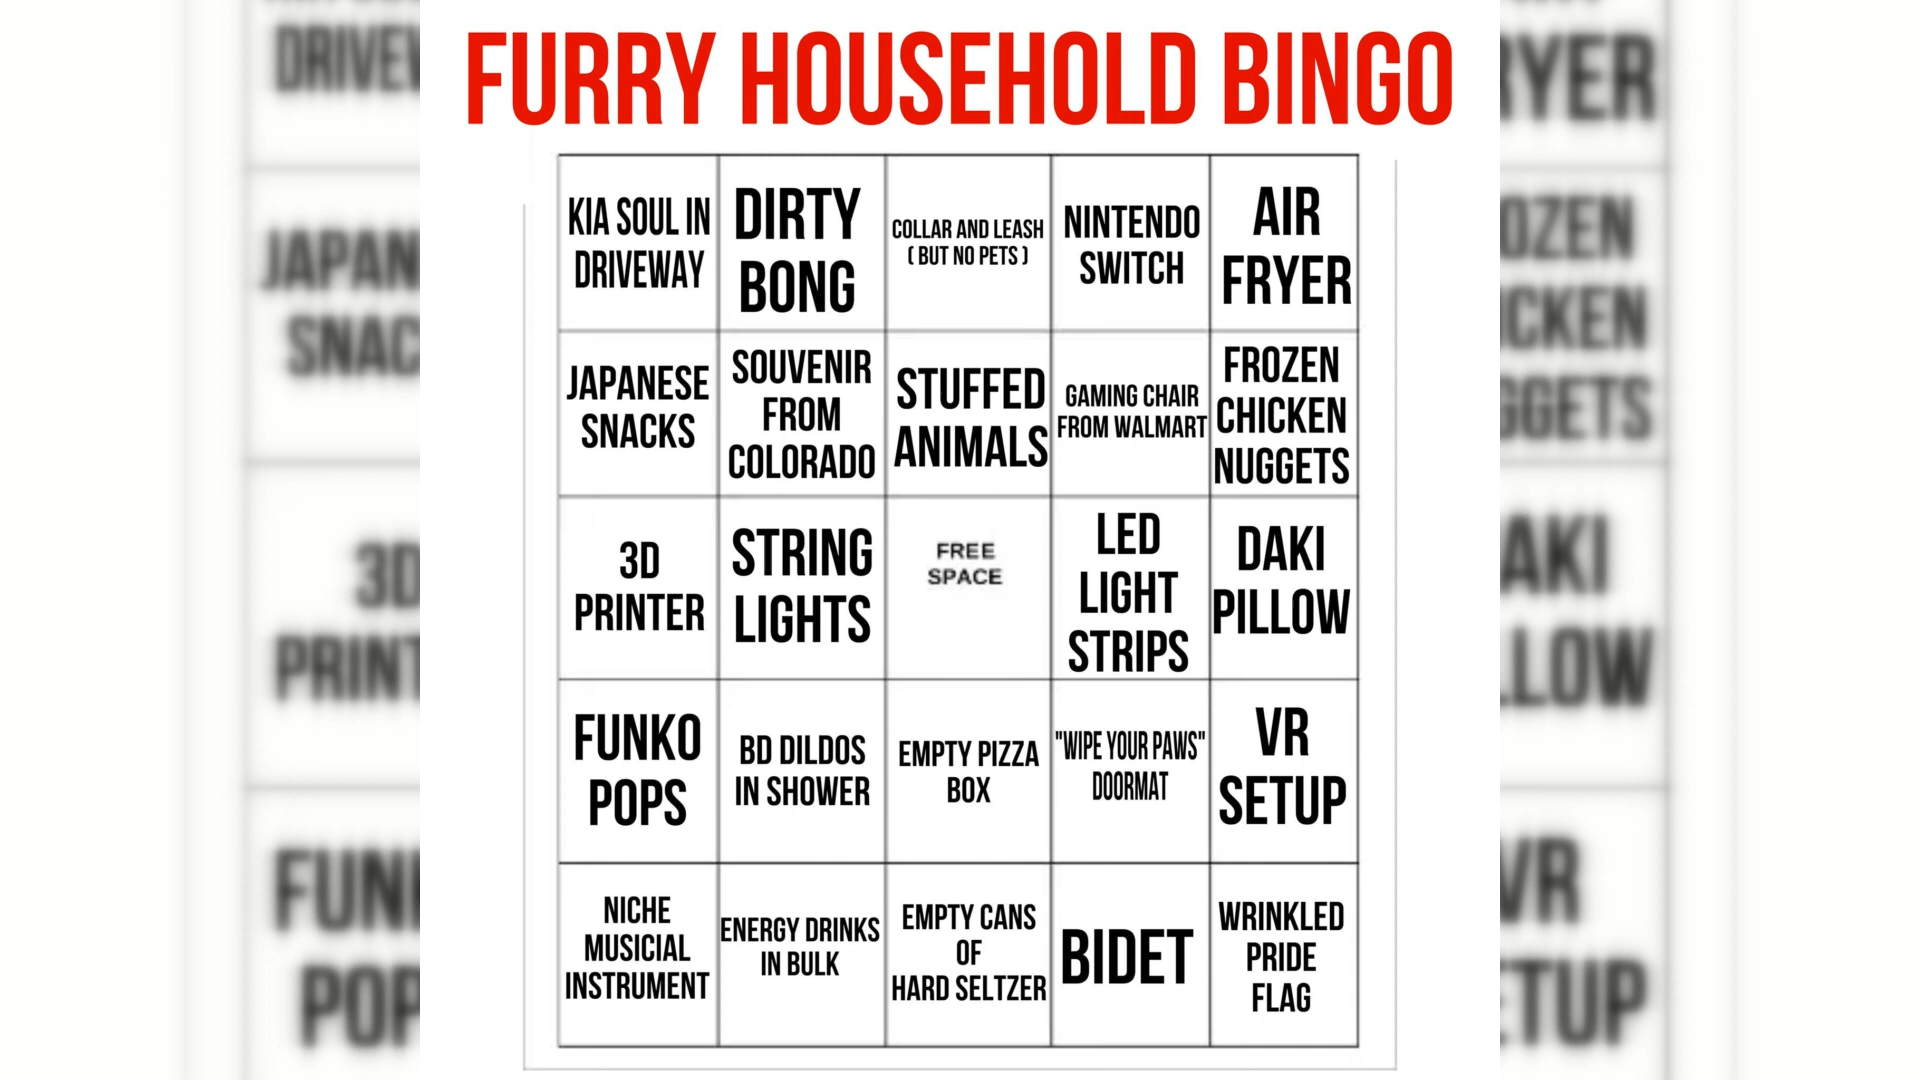 FURRY HOUSEHOLD BINGO
KIA SOUL IN
DRIVEWAY
DIRTY
BONG
COLLAR AND LEASH
( BUT NO PETS )
NINTENDO
SWITCH
AIR
FRYER
JAPANESE
SNACKS
SOUVENIR
FROM
COLORADO
STUFFED
ANIMALS
GAMING CHAIR
FROM WALMART
FROZEN
CHICKEN
NUGGETS
3D
PRINTER
STRING
LIGHTS
FREE
SPACE
LED
LIGHT
STRIPS
DAKI
PILLOW
FUNKO
POPS
BD DILDOS
IN SHOWER
EMPTY PIZZA
BOX
"WIPE YOUR PAWS"
DOORMAT
VR
SETUP
NICHE
MUSICIAL
INSTRUMENT
ENERGY DRINKS
IN BULK
EMPTY CANS
OF
HARD SELTZER
BIDET
WRINKLED
PRIDE
FLAG